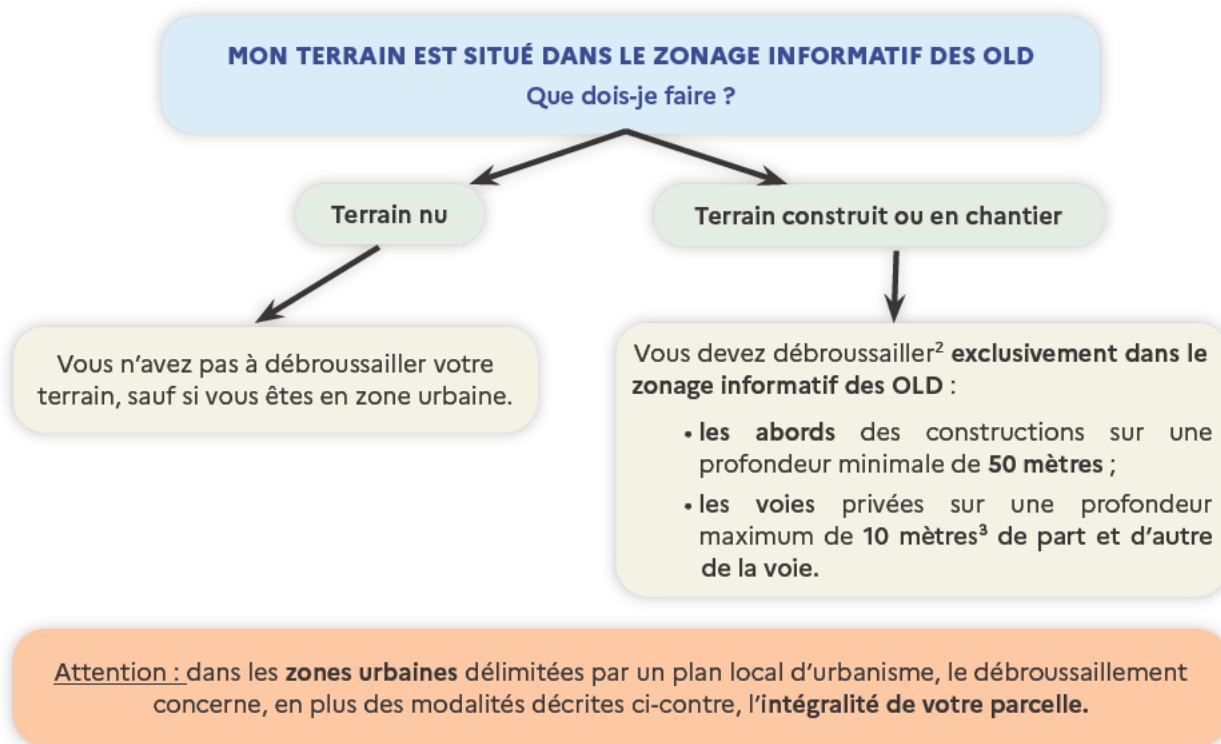 MON TERRAIN EST SITUÉ DANS LE ZONAGE INFORMATIF DES OLD
Que dois-je faire ?
Terrain nu
Terrain construit ou en chantier
Vous n'avez pas à débroussailler votre
terrain, sauf si vous êtes en zone urbaine.
Vous devez débroussailler² exclusivement dans le
zonage informatif des OLD :
• les abords des constructions sur une
profondeur minimale de 50 mètres ;
• les voies privées sur une profondeur
maximum de 10 mètres³ de part et d'autre
de la voie.
Attention : dans les zones urbaines délimitées par un plan local d'urbanisme, le débroussaillement
concerne, en plus des modalités décrites ci-contre, l'intégralité de votre parcelle.